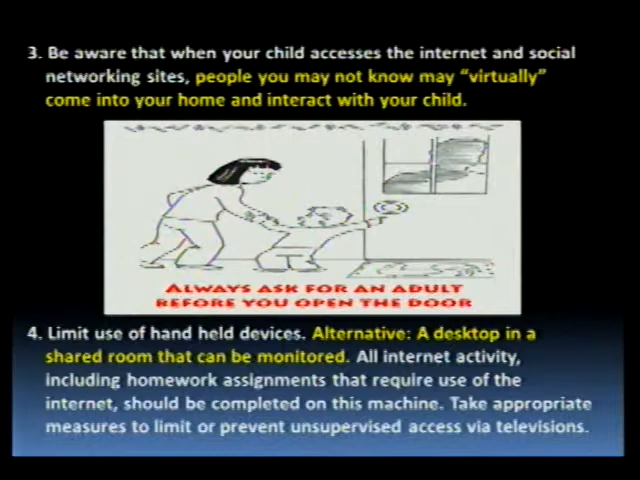 3. Be aware that when your child accesses the internet and social
networking sites, people you may not know may “virtually”
come into your home and interact with your child.
ALWAYS ASK FOR AN ADULT
BEFORE YOU OPEN THE DOOR
4. Limit use of hand held devices. Alternative: A desktop in a
shared room that can be monitored. All internet activity,
including homework assignments that require use of the
internet, should be completed on this machine. Take appropriate
measures to limit or prevent unsupervised access via televisions.